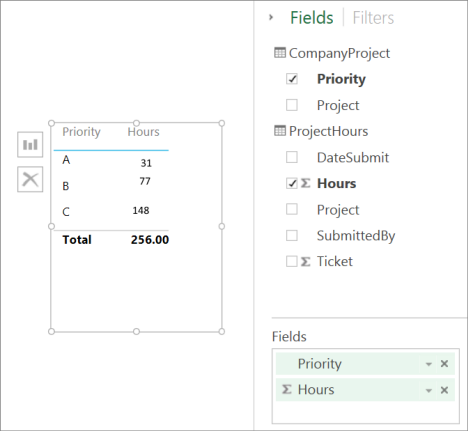 Fields | Filters
CompanyProject
Priority
Project
ProjectHours
DateSubmit
Σ Hours
Project
SubmittedBy
Σ Ticket
Priority Hours
A 31
B 77
C 148
Total 256.00
Fields
Priority
Σ Hours